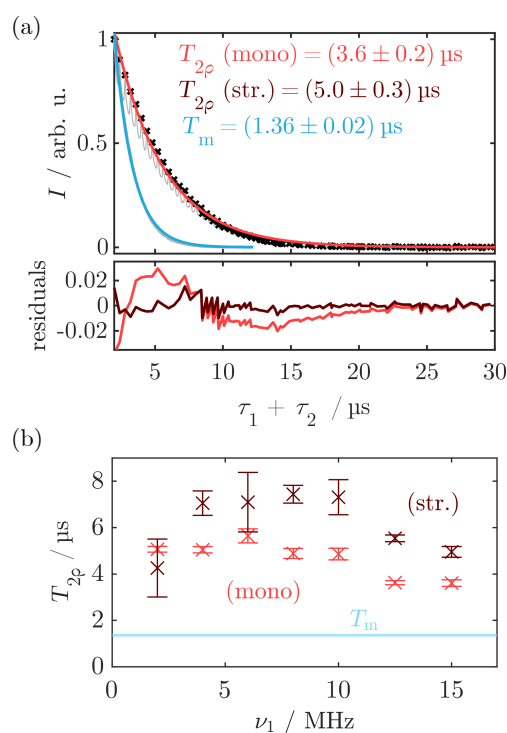 (a)
T2ρ (mono) = (3.6 ± 0.2) µs
T2ρ (str.) = (5.0 ± 0.3) µs
Tm = (1.36 ± 0.02) µs
I / arb. u.
1
0.5
0
residuals
0.02
0
-0.02
5 10 15 20 25 30
τ1 + τ2 / µs
(b)
T2ρ / µs
8
6
4
2
0
(str.)
(mono)
Tm
0 5 10 15
ν1 / MHz